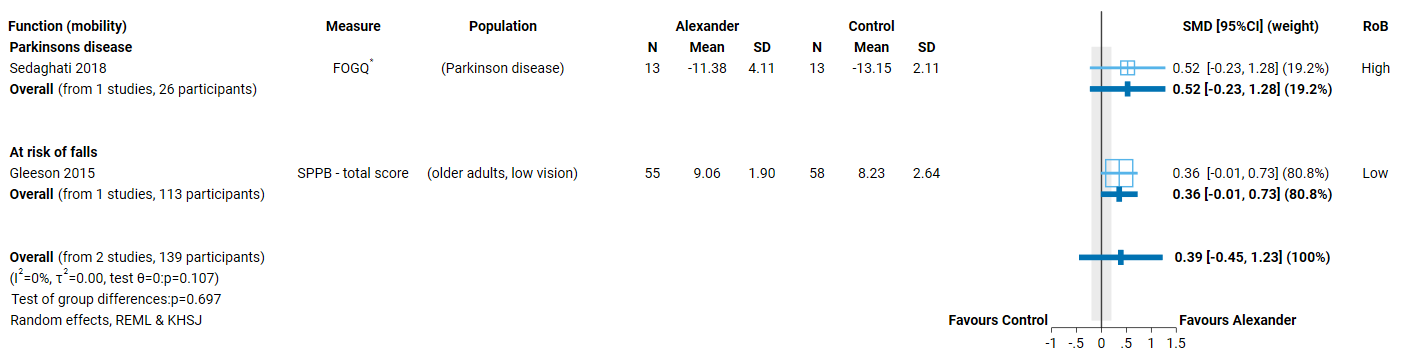 Function (mobility) Measure Population Alexander Control SMD [95%CI] (weight) RoB
Parkinsons disease N Mean SD N Mean SD
Sedaghati 2018 FOGQ* (Parkinson disease) 13 -11.38 4.11 13 -13.15 2.11 0.52 [-0.23, 1.28] (19.2%) High
Overall (from 1 studies, 26 participants) 0.52 [-0.23, 1.28] (19.2%)
At risk of falls
Gleeson 2015 SPPB - total score (older adults, low vision) 55 9.06 1.90 58 8.23 2.64 0.36 [-0.01, 0.73] (80.8%) Low
Overall (from 1 studies, 113 participants) 0.36 [-0.01, 0.73] (80.8%)
Overall (from 2 studies, 139 participants) 0.39 [-0.45, 1.23] (100%)
(I²=0%, τ²=0.00, test θ=0:p=0.107)
Test of group differences:p=0.697
Random effects, REML & KHSJ Favours Control Favours Alexander
-1 -.5 0 .5 1 1.5